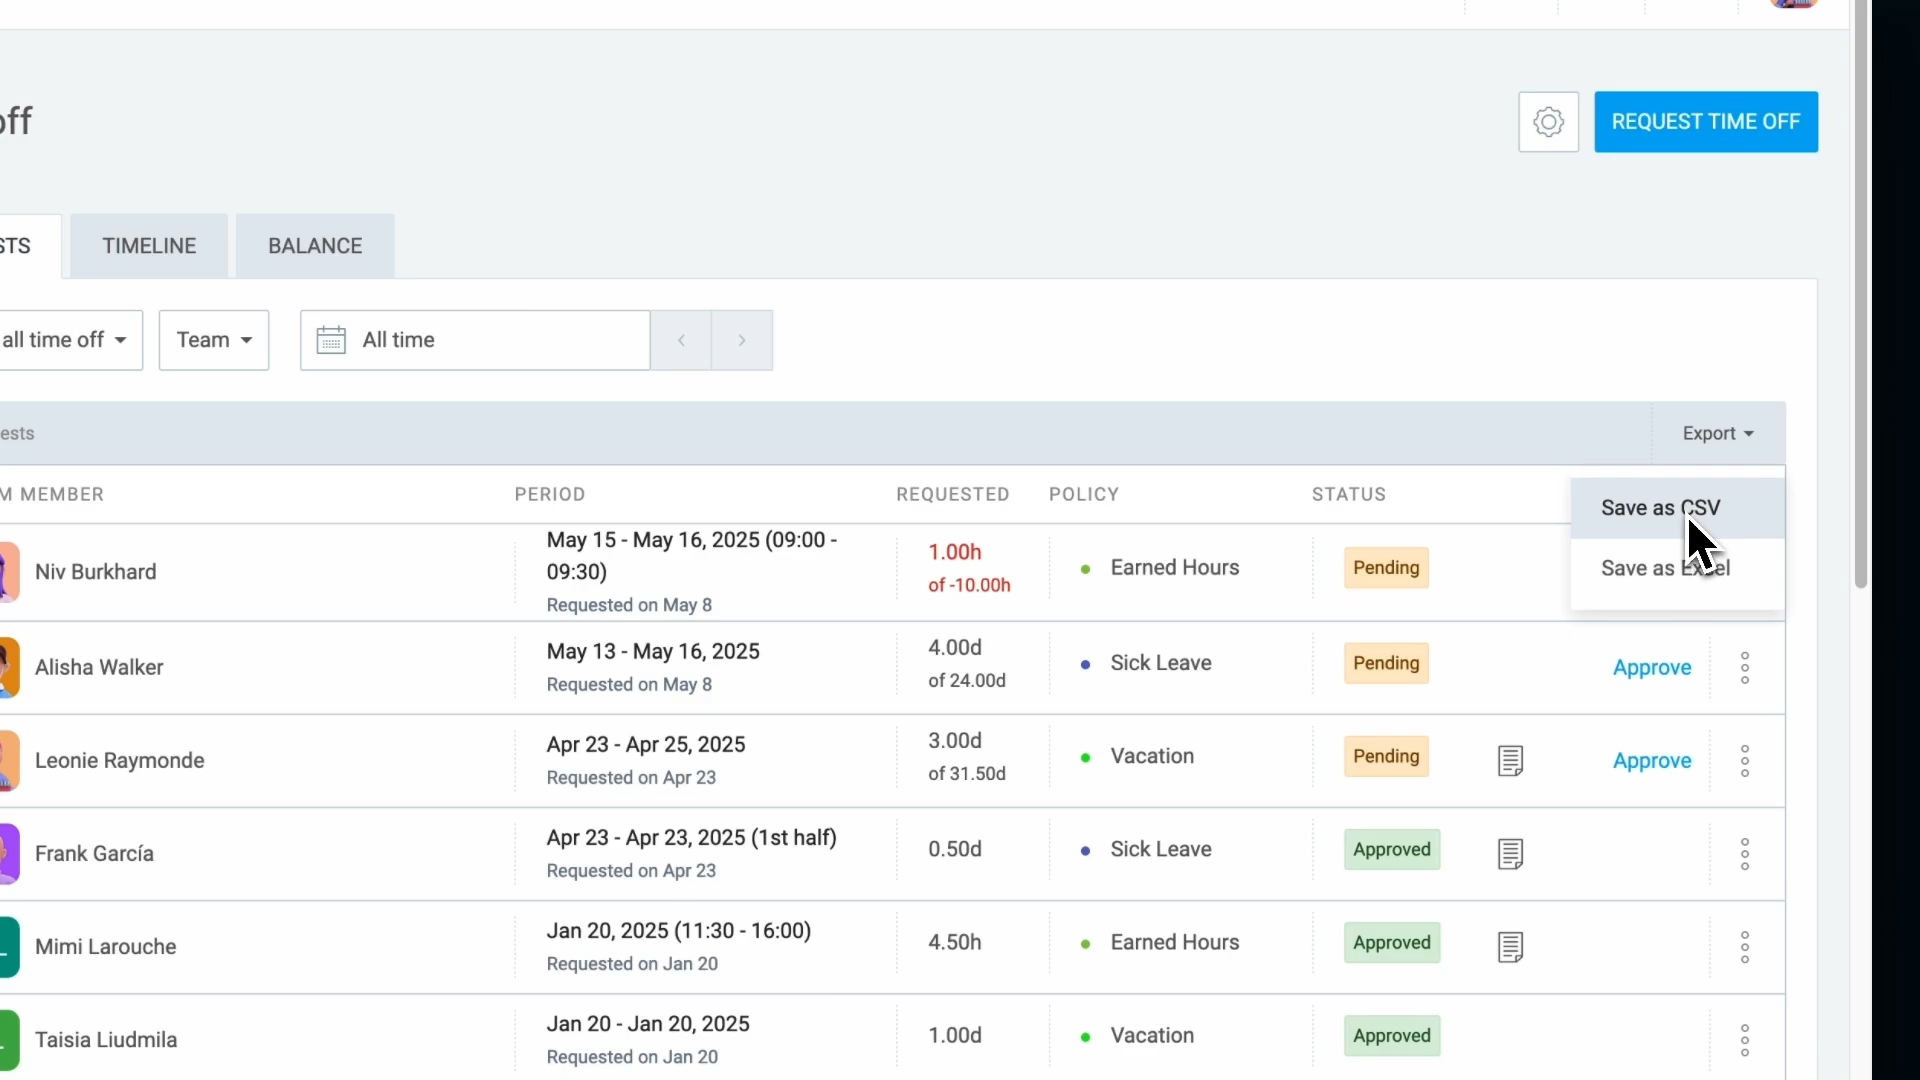 off
REQUEST TIME OFF
STS
TIMELINE
BALANCE
all time off
Team
All time
ests
Export
M MEMBER
PERIOD
REQUESTED
POLICY
STATUS
Save as CSV
Save as Excel
Niv Burkhard
May 15 - May 16, 2025 (09:00 -
09:30)
Requested on May 8
1.00h
of -10.00h
Earned Hours
Pending
Alisha Walker
May 13 - May 16, 2025
Requested on May 8
4.00d
of 24.00d
Sick Leave
Pending
Approve
Leonie Raymonde
Apr 23 - Apr 25, 2025
Requested on Apr 23
3.00d
of 31.50d
Vacation
Pending
Approve
Frank García
Apr 23 - Apr 23, 2025 (1st half)
Requested on Apr 23
0.50d
Sick Leave
Approved
Mimi Larouche
Jan 20, 2025 (11:30 - 16:00)
Requested on Jan 20
4.50h
Earned Hours
Approved
Taisia Liudmila
Jan 20 - Jan 20, 2025
Requested on Jan 20
1.00d
Vacation
Approved